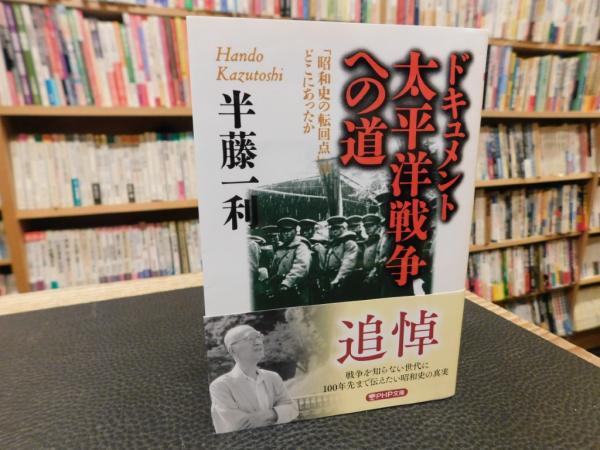 ドキュメント
太平洋戦争
への道
「昭和史の転回点」は
どこにあったか
Hando
Kazutoshi
半藤一利
追悼
戦争を知らない世代に
100年先まで伝えたい昭和史の真実
PHP文庫